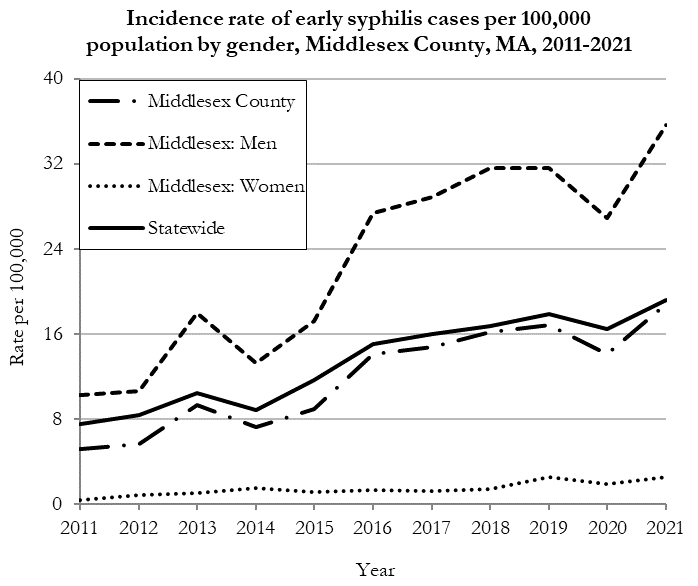 Incidence rate of early syphilis cases per 100,000
population by gender, Middlesex County, MA, 2011-2021
40
32
24
16
8
0
Rate per 100,000
Middlesex County
Middlesex: Men
Middlesex: Women
Statewide
2011 2012 2013 2014 2015 2016 2017 2018 2019 2020 2021
Year